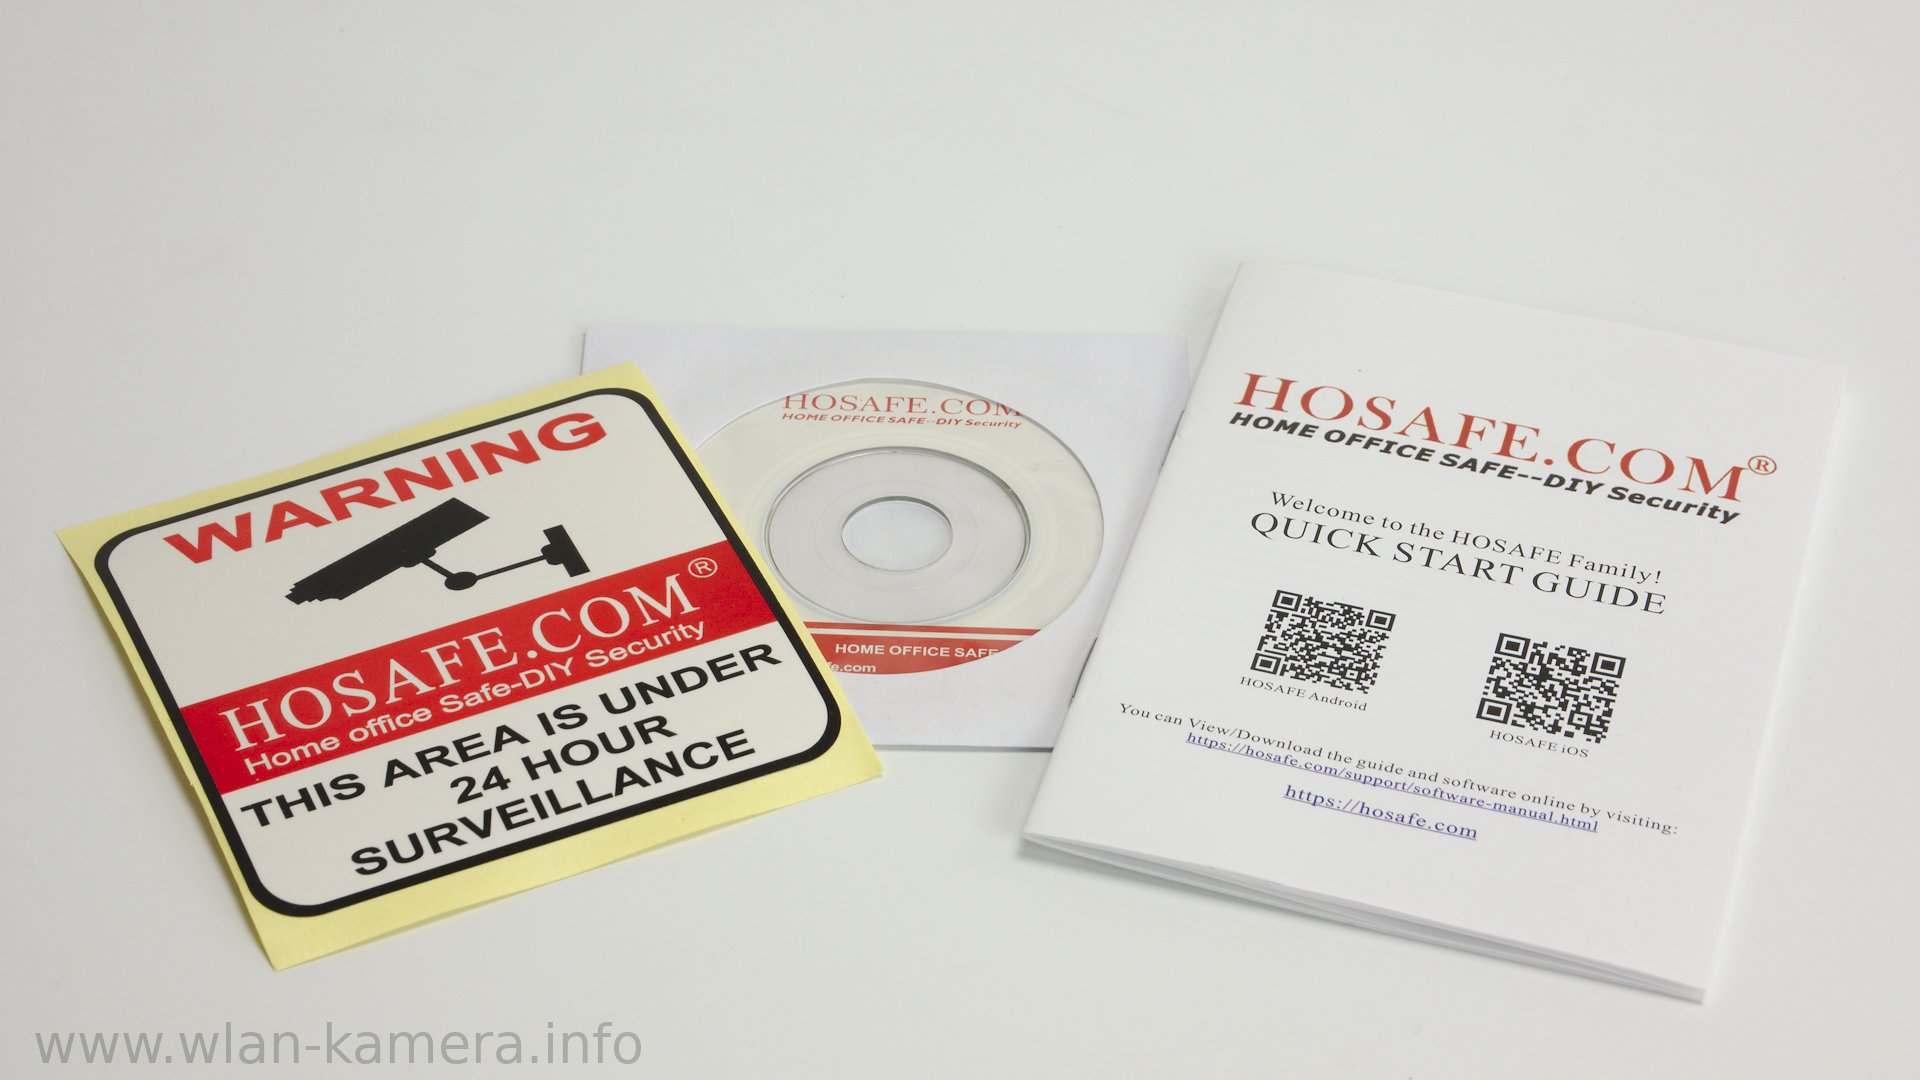 WARNING
HOSAFE.COM®
Home office Safe-DIY Security
THIS AREA IS UNDER
24 HOUR
SURVEILLANCE
HOSAFE.COM
HOME OFFICE SAFE--DIY Security
HOME OFFICE SAFE
fe.com
HOSAFE.COM®
HOME OFFICE SAFE--DIY Security
Welcome to the HOSAFE Family!
QUICK START GUIDE
HOSAFE Android
HOSAFE iOS
You can View/Download the guide and software online by visiting:
https://hosafe.com/support/software-manual.html
https://hosafe.com
www.wlan-kamera.info